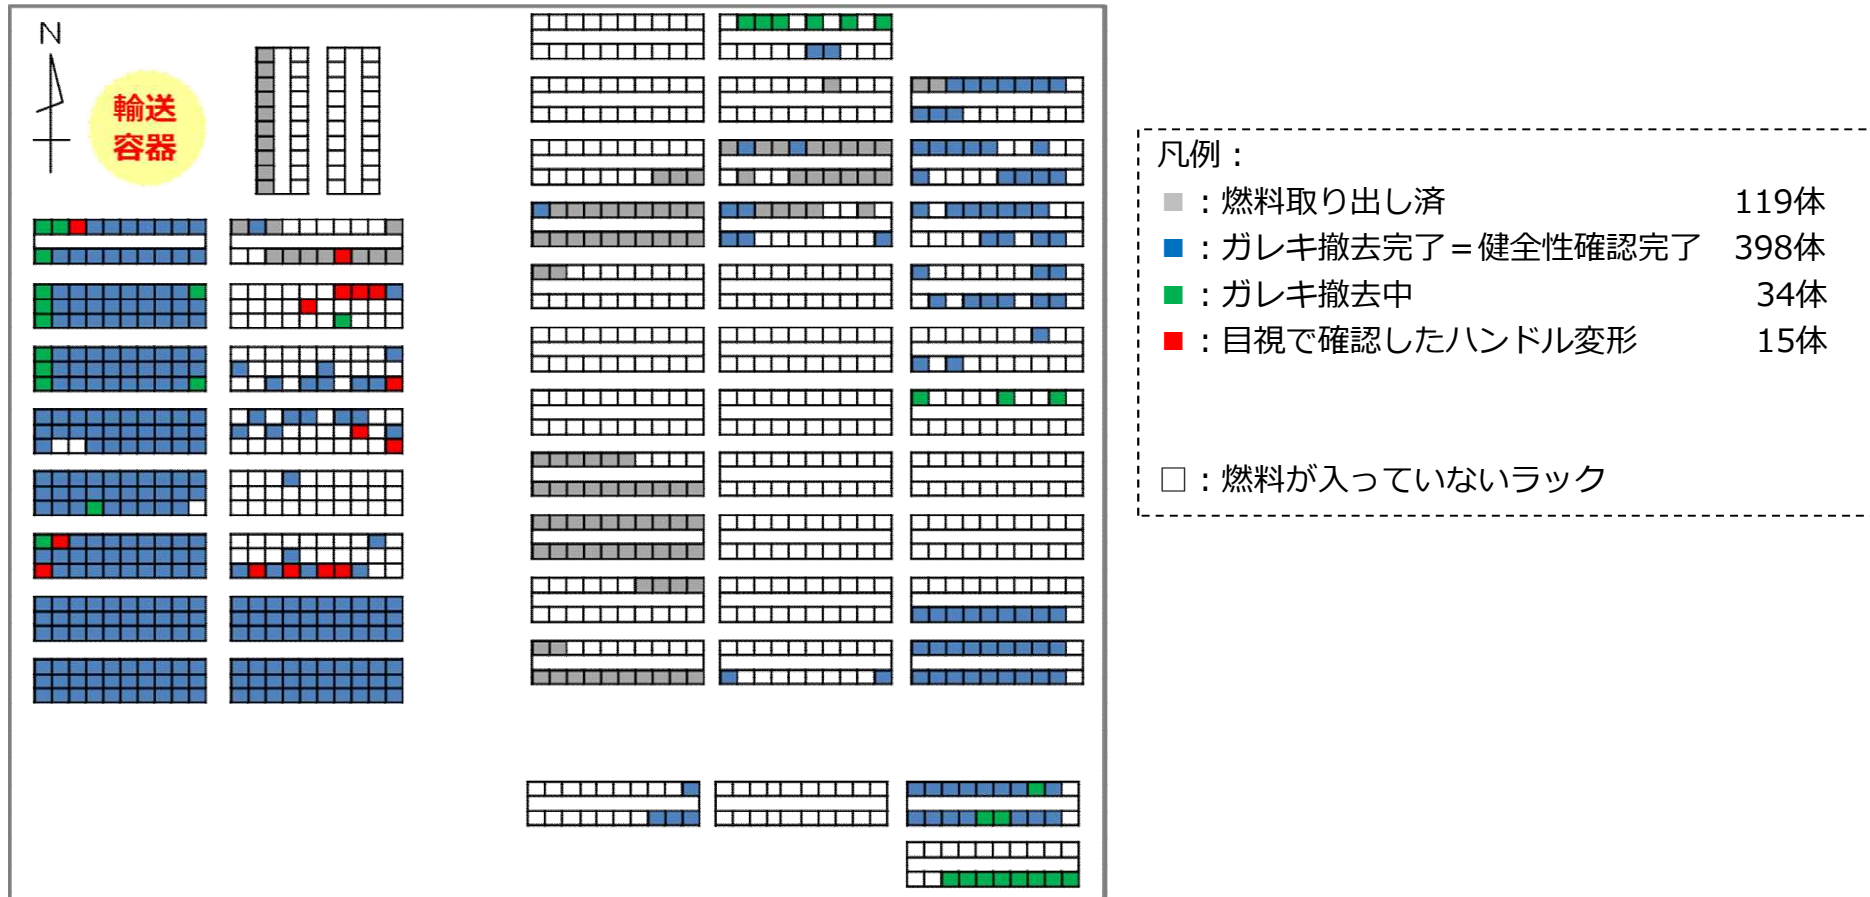 N
輸送
容器
凡例：
■：燃料取り出し済 119体
■：ガレキ撤去完了＝健全性確認完了 398体
■：ガレキ撤去中 34体
■：目視で確認したハンドル変形 15体
□：燃料が入っていないラック